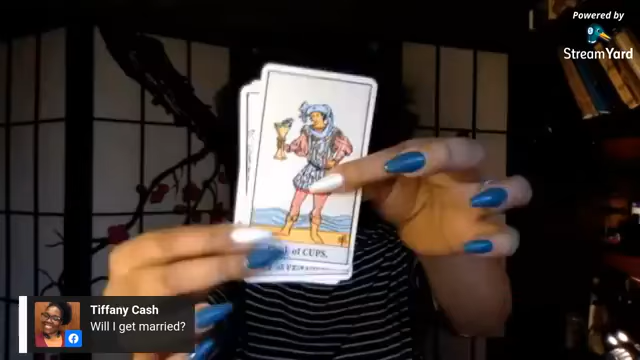 Powered by
StreamYard
of CUPS.
Tiffany Cash
Will I get married?